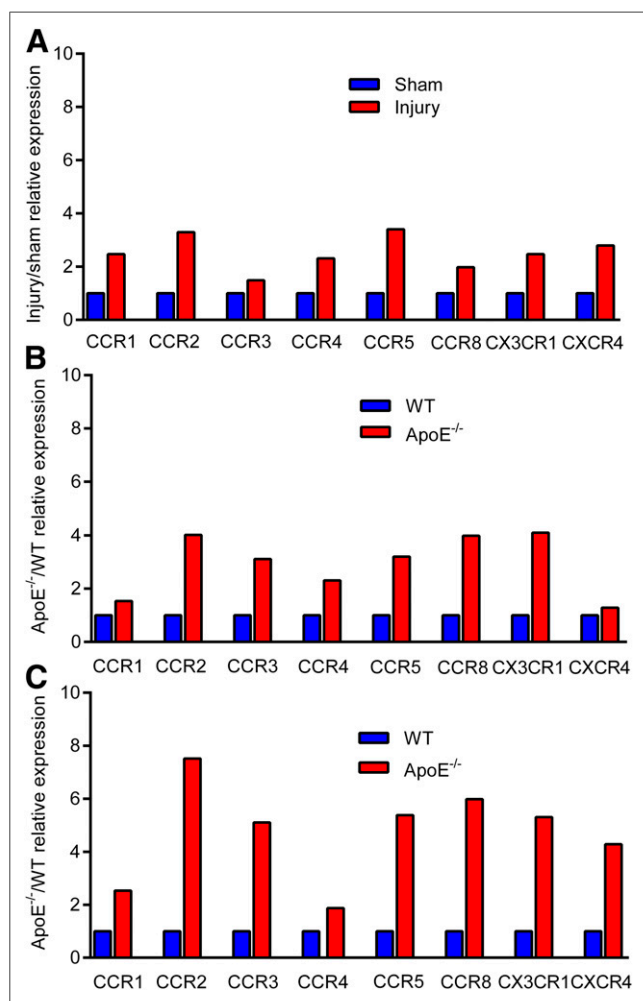 A
Injury/sham relative expression
10
8
6
4
2
0
Sham
Injury
CCR1 CCR2 CCR3 CCR4 CCR5 CCR8 CX3CR1 CXCR4
B
ApoE-/-/WT relative expression
10
8
6
4
2
0
WT
ApoE-/-
CCR1 CCR2 CCR3 CCR4 CCR5 CCR8 CX3CR1 CXCR4
C
ApoE-/-/WT relative expression
10
8
6
4
2
0
WT
ApoE-/-
CCR1 CCR2 CCR3 CCR4 CCR5 CCR8 CX3CR1 CXCR4